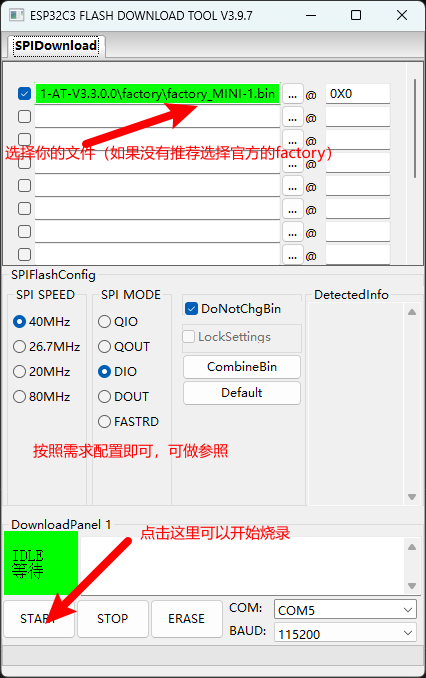 ESP32C3 FLASH DOWNLOAD TOOL V3.9.7
SPIDownload
1-AT-V3.3.0.0\factory\factory_MINI-1.bin ... @ 0X0
... @
... @
选择你的文件（如果没有推荐选择官方的factory）
... @
... @
... @
... @
... @
SPIFlashConfig
SPI SPEED
40MHz
26.7MHz
20MHz
80MHz
SPI MODE
QIO
QOUT
DIO
DOUT
FASTRD
DoNotChgBin
LockSettings
CombineBin
Default
DetectedInfo
按照需求配置即可，可做参照
DownloadPanel 1
点击这里可以开始烧录
IDLE
等待
START STOP ERASE
COM: COM5
BAUD: 115200